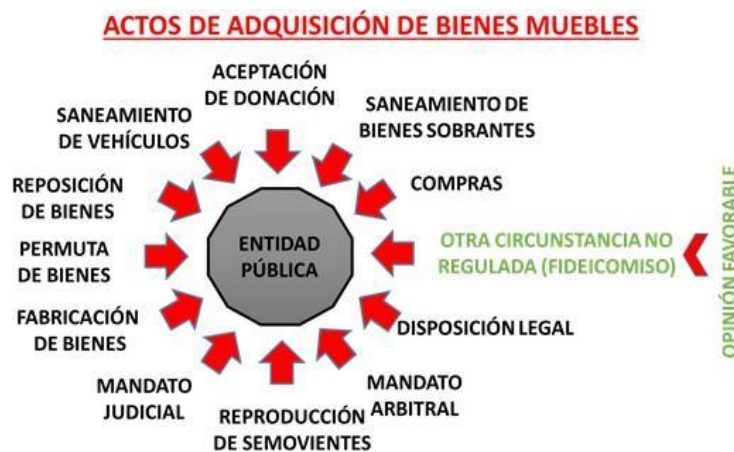 ACTOS DE ADQUISICIÓN DE BIENES MUEBLES
ACEPTACIÓN
DE DONACIÓN
SANEAMIENTO DE
BIENES SOBRANTES
COMPRAS
OTRA CIRCUNSTANCIA NO
REGULADA (FIDEICOMISO)
OPINIÓN FAVORABLE
DISPOSICIÓN LEGAL
MANDATO
ARBITRAL
REPRODUCCIÓN
DE SEMOVIENTES
MANDATO
JUDICIAL
FABRICACIÓN
DE BIENES
PERMUTA
DE BIENES
REPOSICIÓN
DE BIENES
SANEAMIENTO
DE VEHÍCULOS
ENTIDAD
PÚBLICA